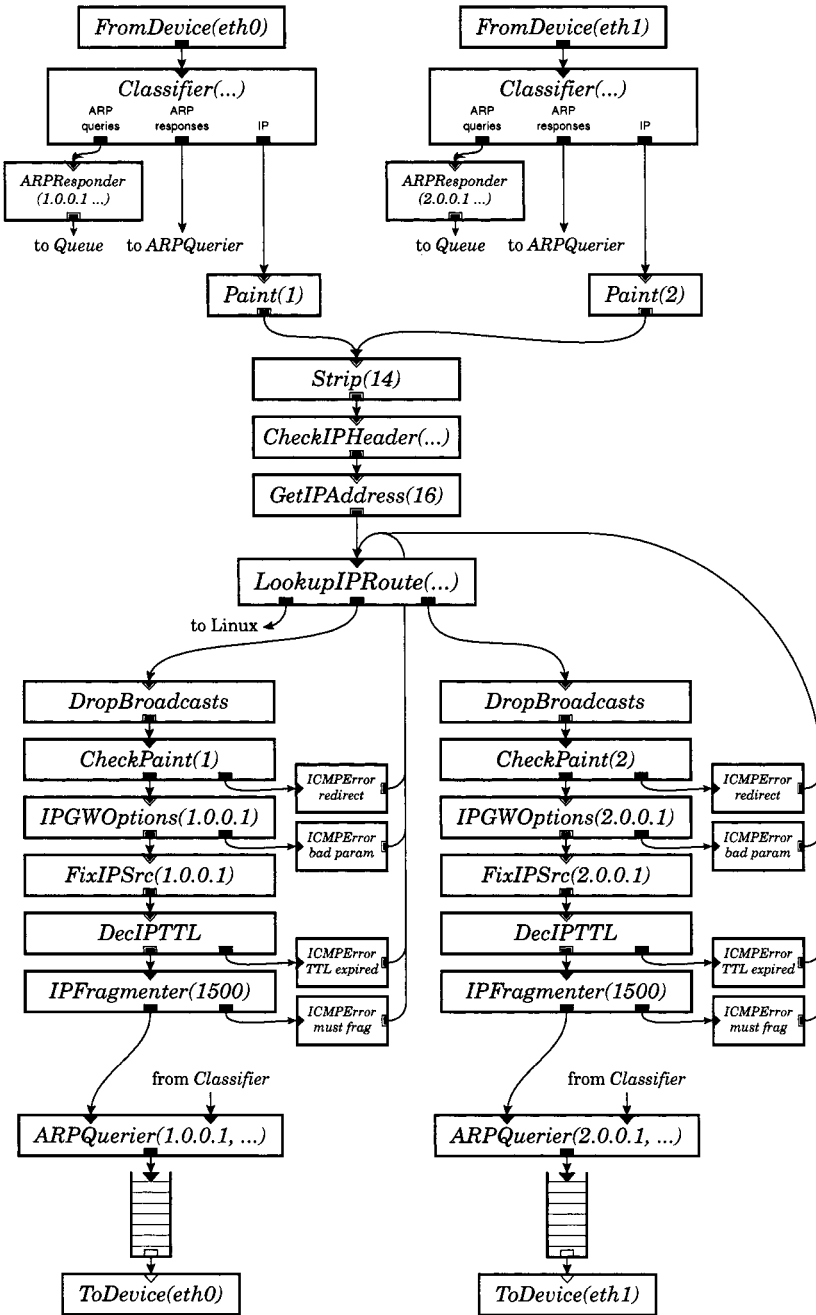 FromDevice(eth0)
FromDevice(eth1)
Classifier(...)
ARP queries
ARP responses
IP
Classifier(...)
ARP queries
ARP responses
IP
ARPResponder
(1.0.0.1 ...)
ARPResponder
(2.0.0.1 ...)
to Queue
to ARPQuerier
to Queue
to ARPQuerier
Paint(1)
Paint(2)
Strip(14)
CheckIPHeader(...)
GetIPAddress(16)
LookupIPRoute(...)
to Linux
DropBroadcasts
DropBroadcasts
CheckPaint(1)
ICMPError
redirect
CheckPaint(2)
ICMPError
redirect
IPGWOptions(1.0.0.1)
ICMPError
bad param
IPGWOptions(2.0.0.1)
ICMPError
bad param
FixIPSrc(1.0.0.1)
FixIPSrc(2.0.0.1)
DecIPTTL
ICMPError
TTL expired
DecIPTTL
ICMPError
TTL expired
IPFragmenter(1500)
ICMPError
must frag
IPFragmenter(1500)
ICMPError
must frag
from Classifier
from Classifier
ARPQuerier(1.0.0.1, ...)
ARPQuerier(2.0.0.1, ...)
ToDevice(eth0)
ToDevice(eth1)